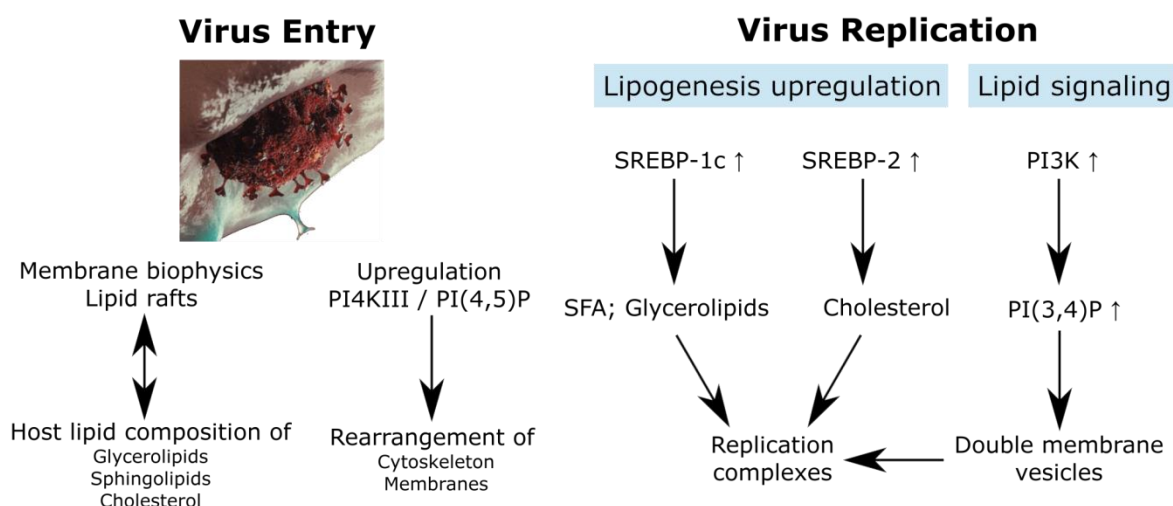 Virus Entry
Membrane biophysics
Lipid rafts
Host lipid composition of
Glycerolipids
Sphingolipids
Cholesterol
Upregulation
PI4KIII / PI(4,5)P
Rearrangement of
Cytoskeleton
Membranes
Virus Replication
Lipogenesis upregulation
SREBP-1c ↑
SREBP-2 ↑
SFA; Glycerolipids
Cholesterol
Replication
complexes
Lipid signaling
PI3K ↑
PI(3,4)P ↑
Double membrane
vesicles